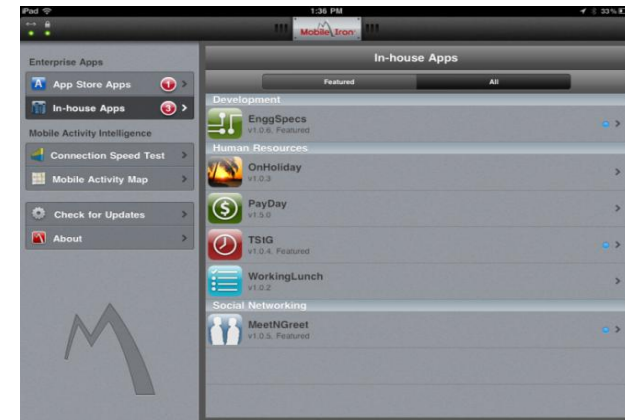 iPad
1:36 PM
33%
Mobile Iron
Enterprise Apps
App Store Apps 1
In-house Apps 3
Mobile Activity Intelligence
Connection Speed Test
Mobile Activity Map
Check for Updates
About
In-house Apps
Featured All
Development
EnggSpecs
v1.0.6, Featured
Human Resources
OnHoliday
v1.0.3
PayDay
v1.5.0
TStG
v1.0.4, Featured
WorkingLunch
v1.0.2
Social Networking
MeetNGreet
v1.0.5, Featured